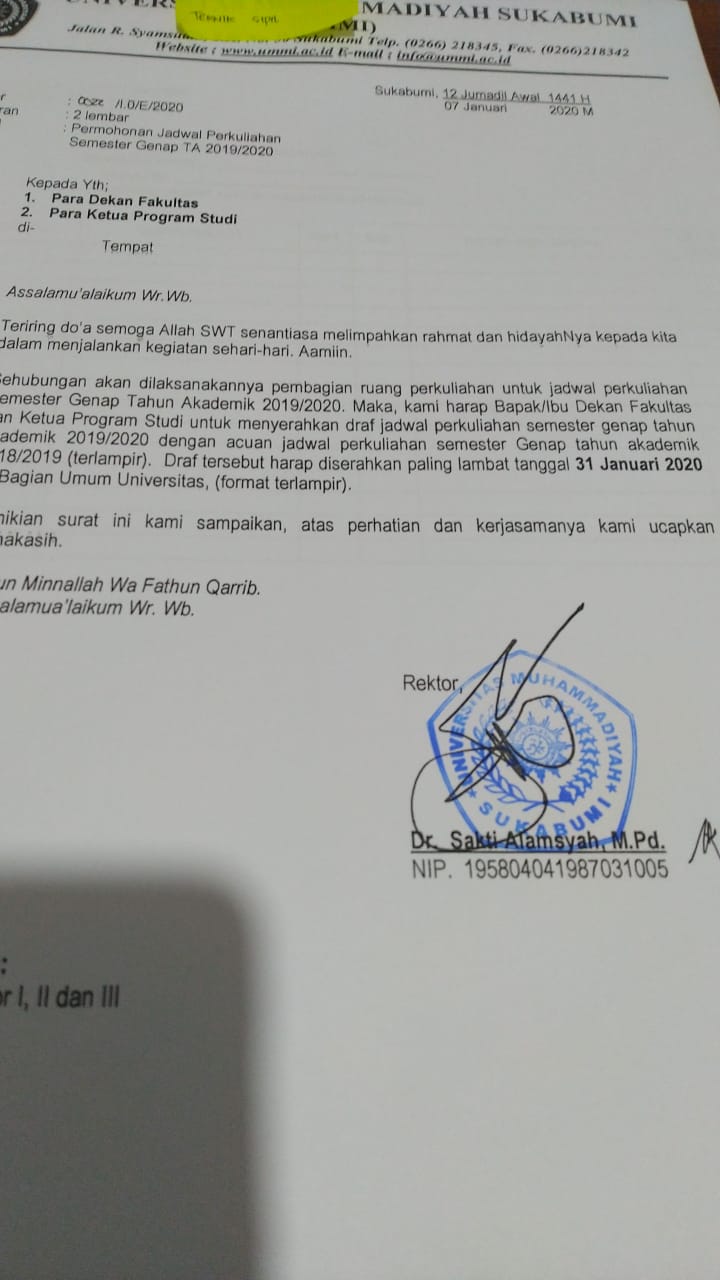 MADIYAH SUKABUMI
TEKNIK SIPIL
Jalan R. Syamsu Sukabumi Telp. (0266) 218345, Fax. (0266)218342
Website : www.ummi.ac.id E-mail : info@ummi.ac.id
Sukabumi, 12 Jumadil Awal 1441 H
07 Januari 2020 M
: 0022 /I.0/E/2020
: 2 lembar
: Permohonan Jadwal Perkuliahan
Semester Genap TA 2019/2020
Kepada Yth;
1. Para Dekan Fakultas
2. Para Ketua Program Studi
di-
Tempat
Assalamu'alaikum Wr.Wb.
Teriring do'a semoga Allah SWT senantiasa melimpahkan rahmat dan hidayahNya kepada kita
dalam menjalankan kegiatan sehari-hari. Aamiin.
Sehubungan akan dilaksanakannya pembagian ruang perkuliahan untuk jadwal perkuliahan
emester Genap Tahun Akademik 2019/2020. Maka, kami harap Bapak/Ibu Dekan Fakultas
an Ketua Program Studi untuk menyerahkan draf jadwal perkuliahan semester genap tahun
ademik 2019/2020 dengan acuan jadwal perkuliahan semester Genap tahun akademik
18/2019 (terlampir). Draf tersebut harap diserahkan paling lambat tanggal 31 Januari 2020
Bagian Umum Universitas, (format terlampir).
nikian surat ini kami sampaikan, atas perhatian dan kerjasamanya kami ucapkan
nakasih.
un Minnallah Wa Fathun Qarrib.
alamua'laikum Wr. Wb.
Rektor,
UNIVERSITAS MUHAMMADIYAH
SUKABUMI
Dr. Sakti Alamsyah, M.Pd.
NIP. 195804041987031005
:
or I, II dan III